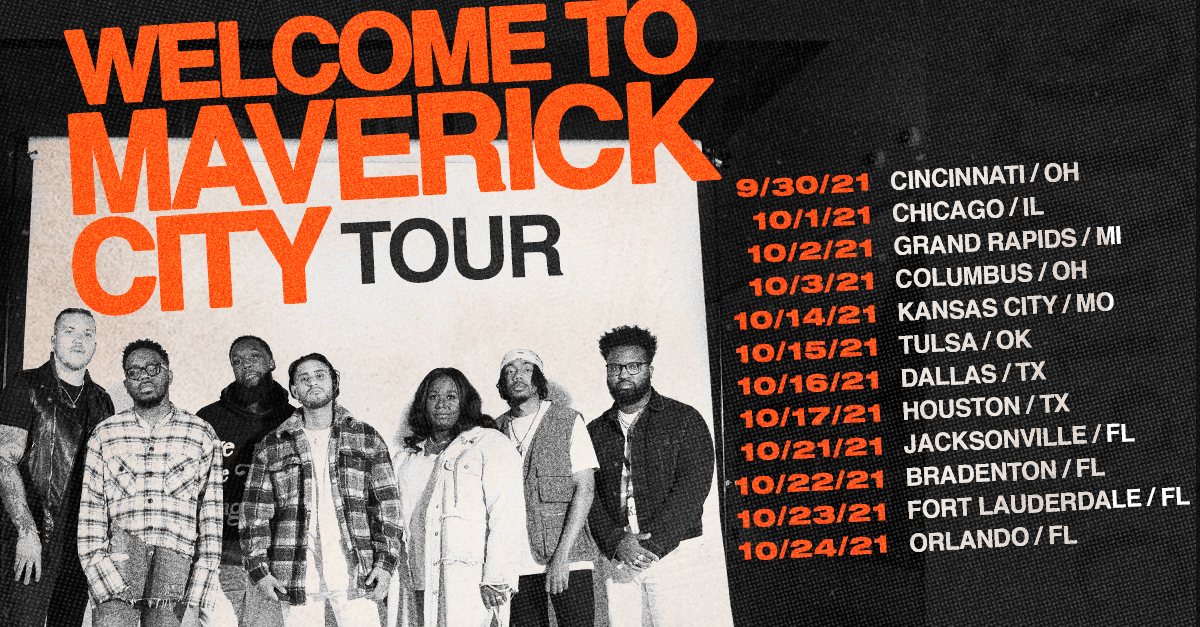 WELCOME TO
MAVERICK
CITY TOUR
9/30/21 CINCINNATI / OH
10/1/21 CHICAGO / IL
10/2/21 GRAND RAPIDS / MI
10/3/21 COLUMBUS / OH
10/14/21 KANSAS CITY / MO
10/15/21 TULSA / OK
10/16/21 DALLAS / TX
10/17/21 HOUSTON / TX
10/21/21 JACKSONVILLE / FL
10/22/21 BRADENTON / FL
10/23/21 FORT LAUDERDALE / FL
10/24/21 ORLANDO / FL